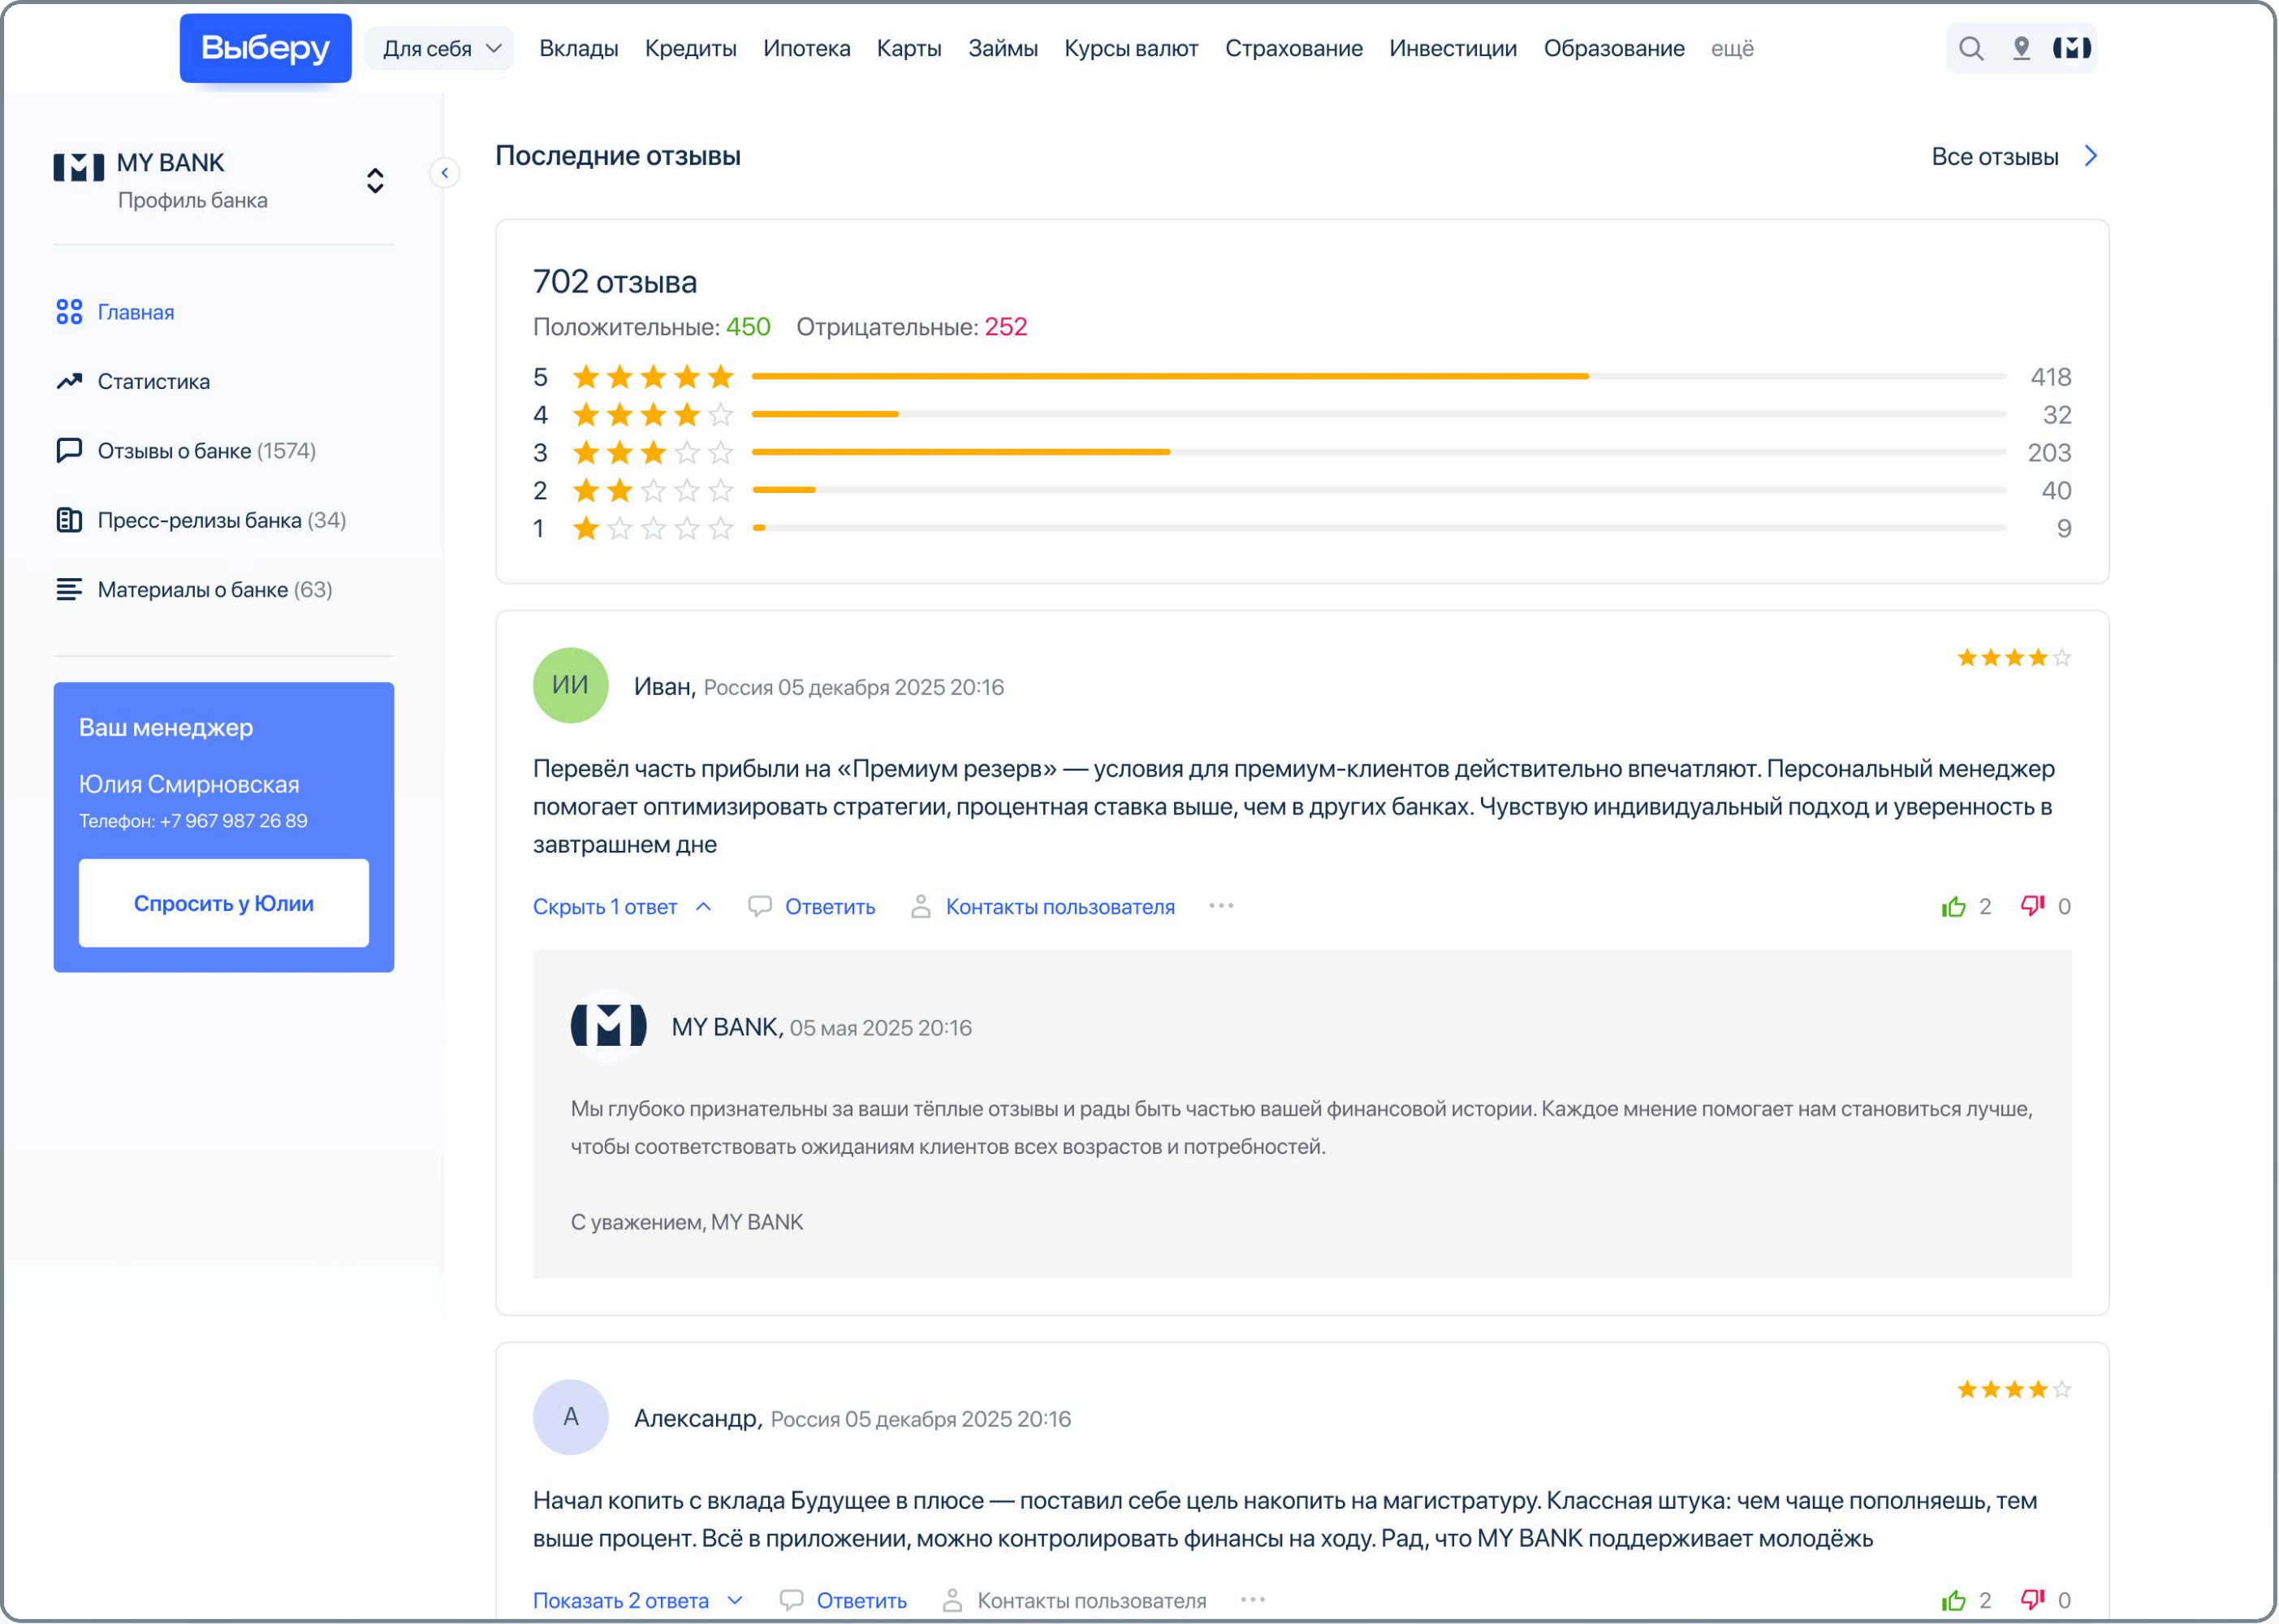 Выберу Для себя Вклады Кредиты Ипотека Карты Займы Курсы валют Страхование Инвестиции Образование ещё
MY BANK
Профиль банка
Главная
Статистика
Отзывы о банке (1574)
Пресс-релизы банка (34)
Материалы о банке (63)
Ваш менеджер
Юлия Смирновская
Телефон: +7 967 987 26 89
Спросить у Юлии
Последние отзывы Все отзывы
702 отзыва
Положительные: 450 Отрицательные: 252
5 418
4 32
3 203
2 40
1 9
ИИ Иван, Россия 05 декабря 2025 20:16
Перевёл часть прибыли на «Премиум резерв» — условия для премиум-клиентов действительно впечатляют. Персональный менеджер
помогает оптимизировать стратегии, процентная ставка выше, чем в других банках. Чувствую индивидуальный подход и уверенность в
завтрашнем дне
Скрыть 1 ответ Ответить Контакты пользователя ••• 2 0
MY BANK, 05 мая 2025 20:16
Мы глубоко признательны за ваши тёплые отзывы и рады быть частью вашей финансовой истории. Каждое мнение помогает нам становиться лучше,
чтобы соответствовать ожиданиям клиентов всех возрастов и потребностей.
С уважением, MY BANK
А Александр, Россия 05 декабря 2025 20:16
Начал копить с вклада Будущее в плюсе — поставил себе цель накопить на магистратуру. Классная штука: чем чаще пополняешь, тем
выше процент. Всё в приложении, можно контролировать финансы на ходу. Рад, что MY BANK поддерживает молодёжь
Показать 2 ответа Ответить Контакты пользователя ••• 2 0